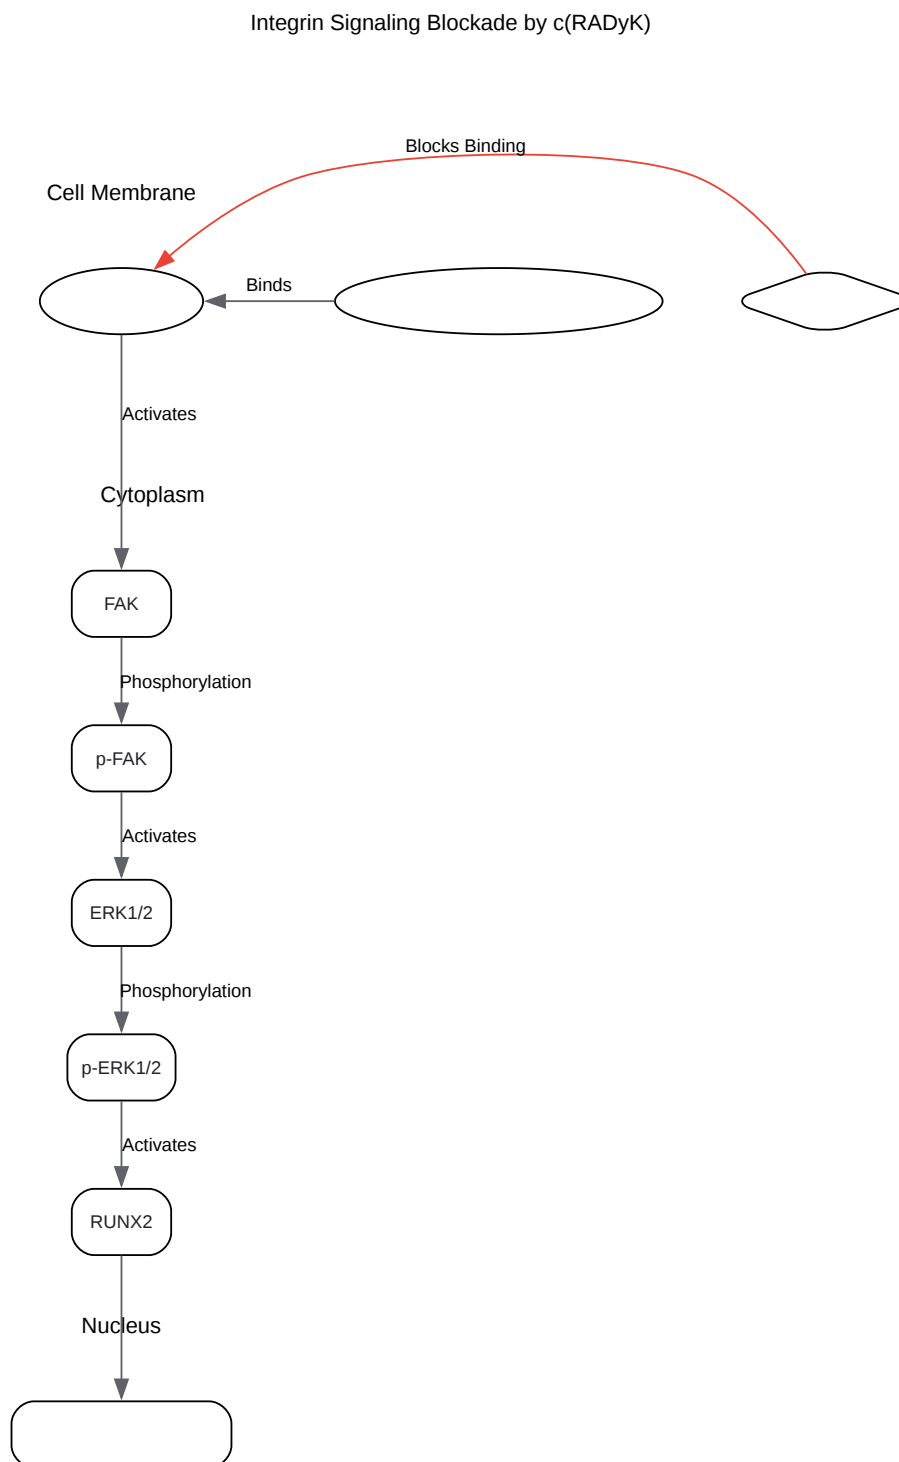 Integrin Signaling Blockade by c(RADyK)
Blocks Binding
Cell Membrane
Binds
Activates
Cytoplasm
FAK
Phosphorylation
p-FAK
Activates
ERK1/2
Phosphorylation
p-ERK1/2
Activates
RUNX2
Nucleus